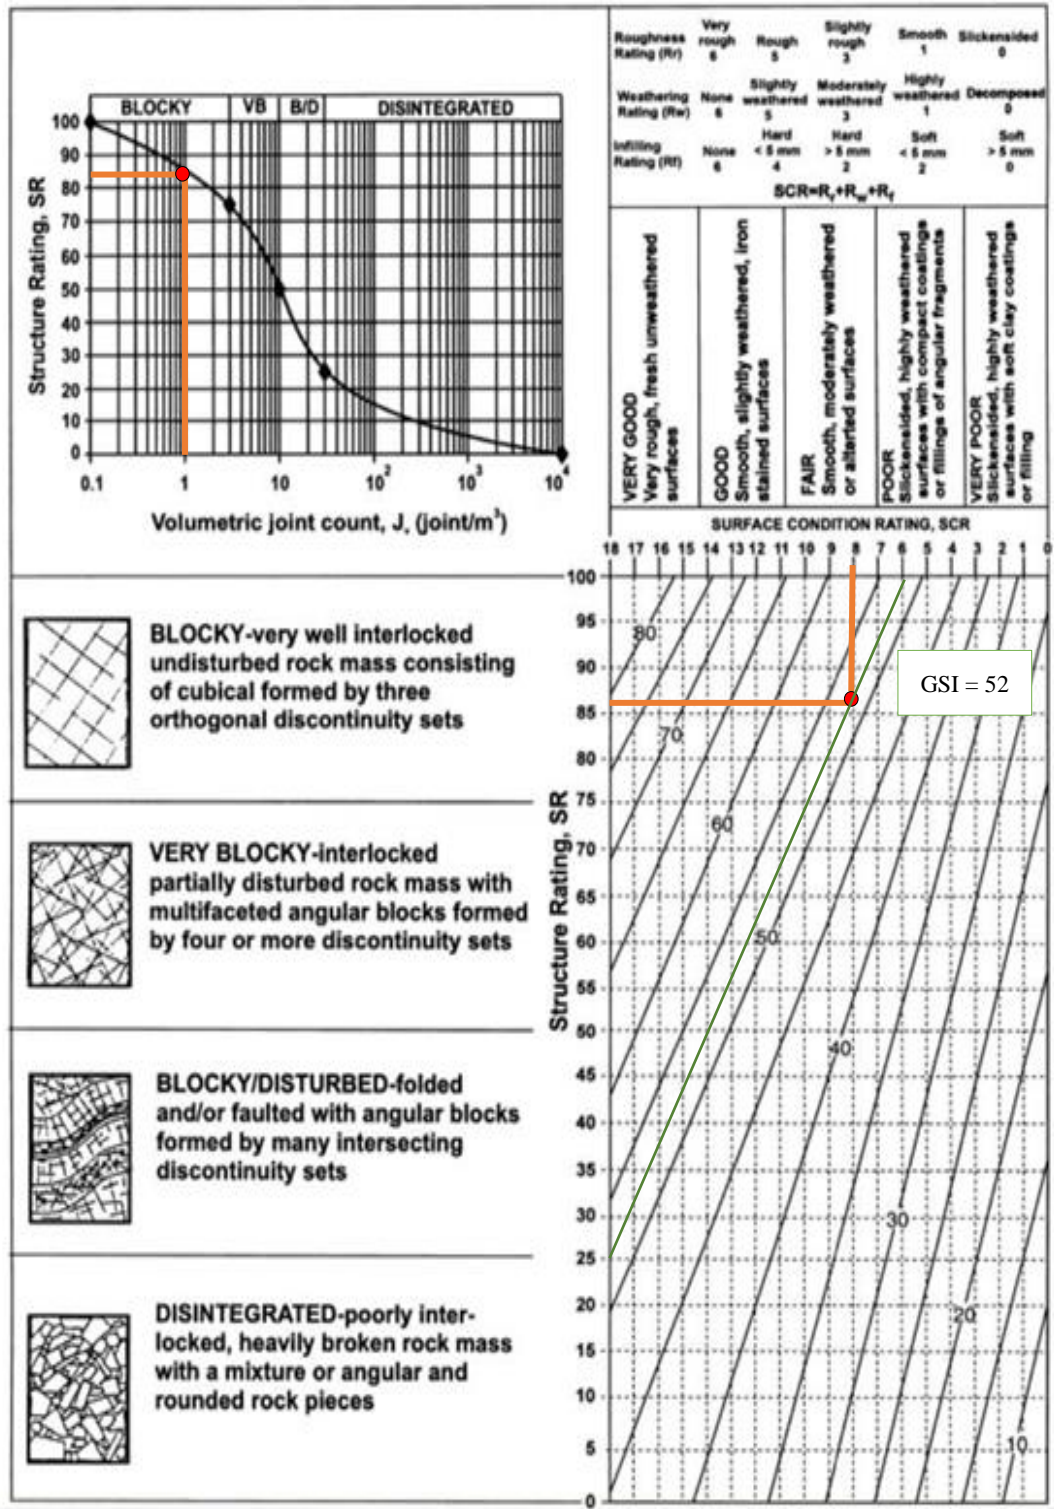 BLOCKY VB B/D DISINTEGRATED
100
90
80
70
60
50
40
30
20
10
0
0.1 1 10 10² 10³ 10⁴
Structure Rating, SR
Volumetric joint count, Jᵥ (joint/m³)
Roughness Rating (Rr)
Very rough 6
Rough 5
Slightly rough 3
Smooth 1
Slickensided 0
Weathering Rating (Rw)
None 6
Slightly weathered 5
Moderately weathered 3
Highly weathered 1
Decomposed 0
Infilling Rating (Rf)
None 6
Hard < 5 mm 4
Hard > 5 mm 2
Soft < 5 mm 2
Soft > 5 mm 0
SCR=Rᵣ+R𝓌+R𝒻
VERY GOOD
Very rough, fresh unweathered
surfaces
GOOD
Smooth, slightly weathered, iron
stained surfaces
FAIR
Smooth, moderately weathered
or alterted surfaces
POOR
Slickensided, highly weathered
surfaces with compact coatings
or fillings of angular fragments
VERY POOR
Slickensided, highly weathered
surfaces with soft clay coatings
or filling
SURFACE CONDITION RATING, SCR
18 17 16 15 14 13 12 11 10 9 8 7 6 5 4 3 2 1 0
BLOCKY-very well interlocked
undisturbed rock mass consisting
of cubical formed by three
orthogonal discontinuity sets
VERY BLOCKY-interlocked
partially disturbed rock mass with
multifaceted angular blocks formed
by four or more discontinuity sets
BLOCKY/DISTURBED-folded
and/or faulted with angular blocks
formed by many intersecting
discontinuity sets
DISINTEGRATED-poorly inter-
locked, heavily broken rock mass
with a mixture or angular and
rounded rock pieces
Structure Rating, SR
100
95
90
85
80
75
70
65
60
55
50
45
40
35
30
25
20
15
10
5
0
80
70
60
50
40
30
20
10
GSI = 52